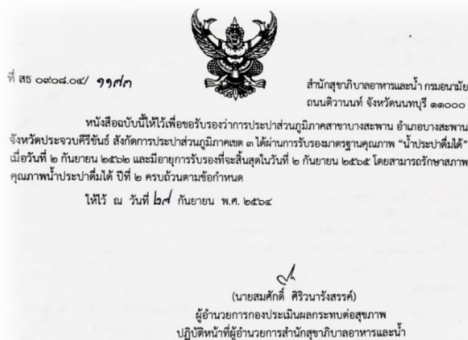 ที่ สธ ๐๙๐๘.๐๔/ ๑๑๙๓
สำนักสุขาภิบาลอาหารและน้ำ กรมอนามัย
ถนนติวานนท์ จังหวัดนนทบุรี ๑๑๐๐๐
หนังสือฉบับนี้ให้ไว้เพื่อขอรับรองว่าการประปาส่วนภูมิภาคสาขาบางสะพาน อำเภอบางสะพาน
จังหวัดประจวบคีรีขันธ์ สังกัดการประปาส่วนภูมิภาคเขต ๓ ได้ผ่านการรับรองมาตรฐานคุณภาพ "น้ำประปาดื่มได้"
เมื่อวันที่ ๒ กันยายน ๒๕๖๒ และมีอายุการรับรองที่จะสิ้นสุดในวันที่ ๒ กันยายน ๒๕๖๕ โดยสามารถรักษาสภาพ
คุณภาพน้ำประปาดื่มได้ ปีที่ ๒ ครบถ้วนตามข้อกำหนด
ให้ไว้ ณ วันที่ ๒๗ กันยายน พ.ศ. ๒๕๖๔
(นายสมศักดิ์ ศิริวนารังสรรค์)
ผู้อำนวยการกองประเมินผลกระทบต่อสุขภาพ
ปฏิบัติหน้าที่ผู้อำนวยการสำนักสุขาภิบาลอาหารและน้ำ